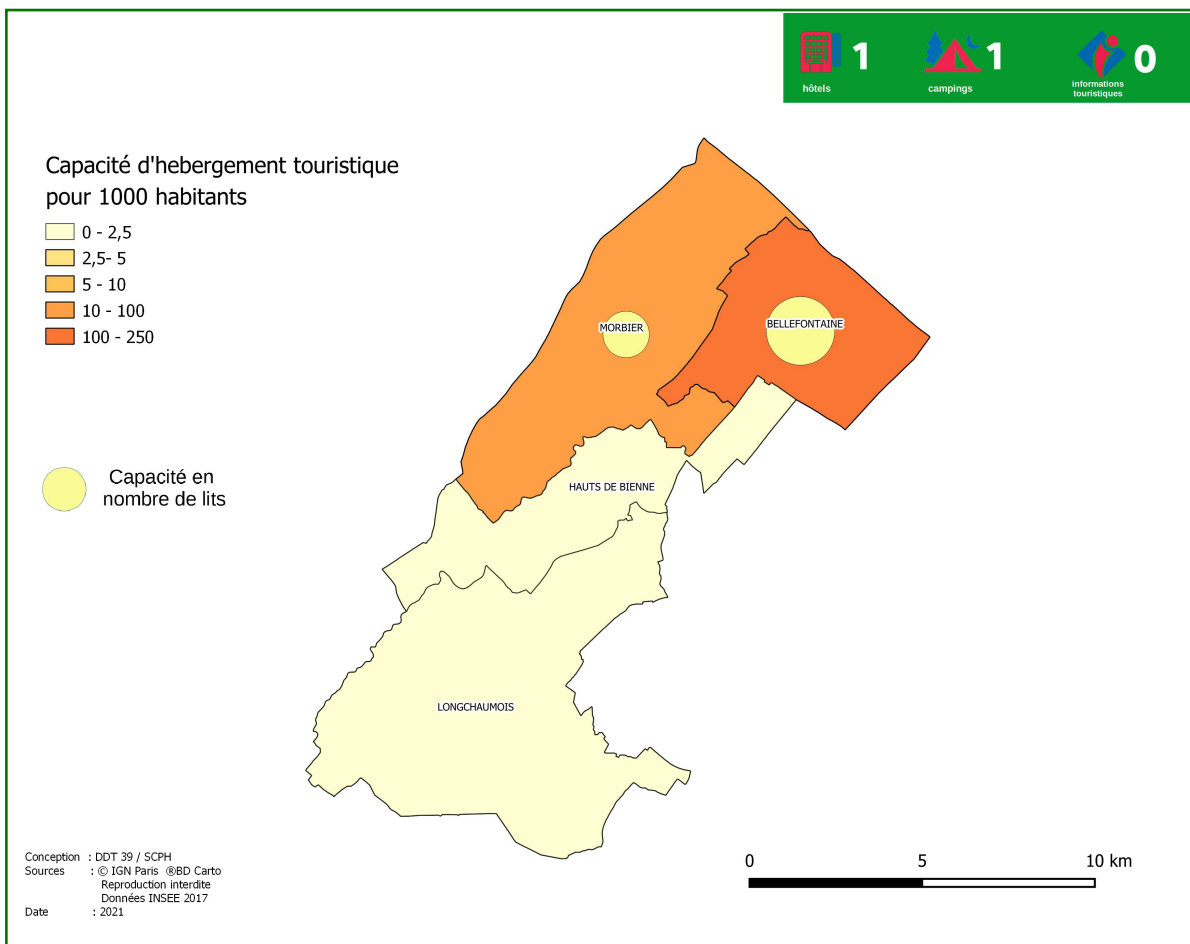 1
1
0
hôtels
campings
informations
touristiques
Capacité d'hebergement touristique
pour 1000 habitants
0 - 2,5
2,5- 5
5 - 10
10 - 100
100 - 250
MORBIER
BELLEFONTAINE
Capacité en
nombre de lits
HAUTS DE BIENNE
LONGCHAUMOIS
Conception : DDT 39 / SCPH
Sources : © IGN Paris ®BD Carto
Reproduction interdite
Données INSEE 2017
Date : 2021
0 5 10 km